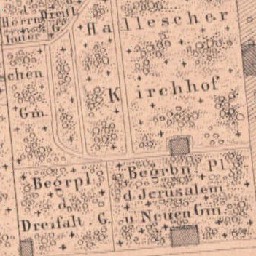 d. Dreif
Herrn
Hallescher
schen
Gm.
Kirchhof
Begrpl
d.
Dreifalt. G.
Begrbn Pl
d. Jerusalem
u Neuen Gm.